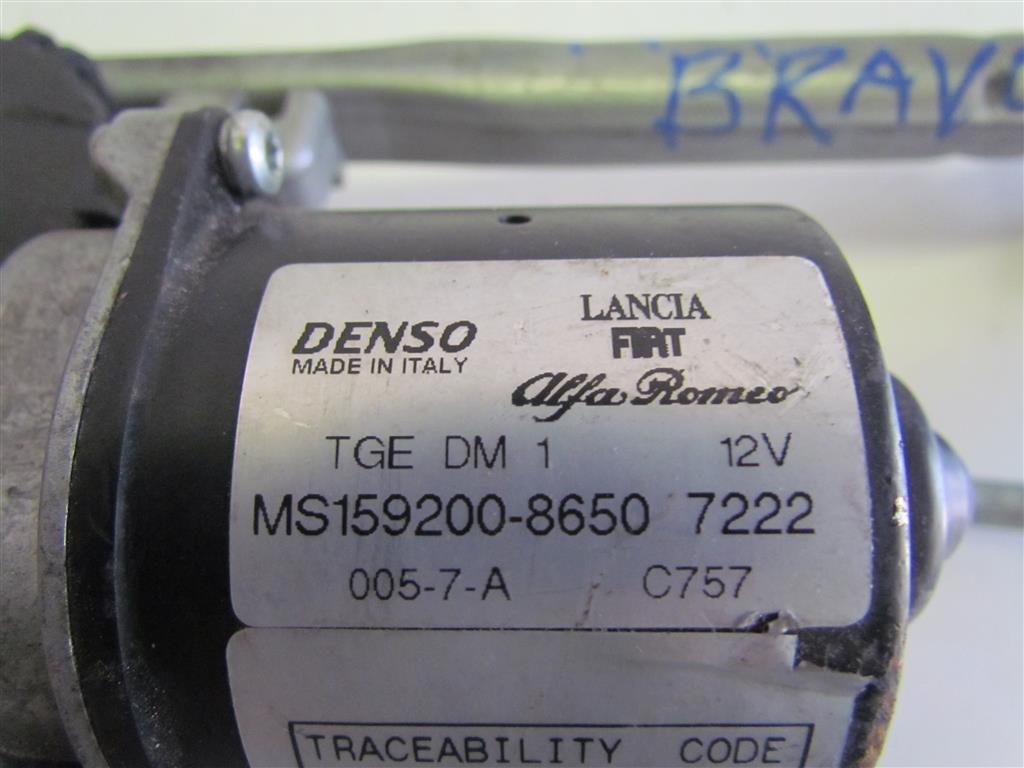 BRAVO
DENSO
MADE IN ITALY
LANCIA
FIAT
Alfa Romeo
TGE DM 1 12V
MS159200-8650 7222
005-7-A C757
TRACEABILITY CODE